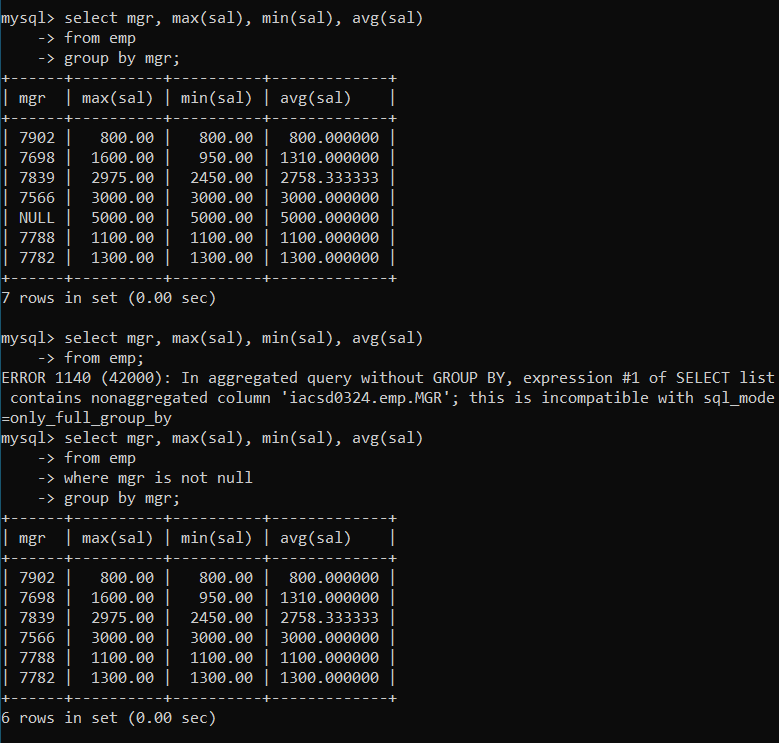 mysql> select mgr, max(sal), min(sal), avg(sal)
    -> from emp
    -> group by mgr;
+------+----------+----------+-------------+
| mgr  | max(sal) | min(sal) | avg(sal)    |
+------+----------+----------+-------------+
| 7902 |   800.00 |   800.00 |  800.000000 |
| 7698 |  1600.00 |   950.00 | 1310.000000 |
| 7839 |  2975.00 |  2450.00 | 2758.333333 |
| 7566 |  3000.00 |  3000.00 | 3000.000000 |
| NULL |  5000.00 |  5000.00 | 5000.000000 |
| 7788 |  1100.00 |  1100.00 | 1100.000000 |
| 7782 |  1300.00 |  1300.00 | 1300.000000 |
+------+----------+----------+-------------+
7 rows in set (0.00 sec)

mysql> select mgr, max(sal), min(sal), avg(sal)
    -> from emp;
ERROR 1140 (42000): In aggregated query without GROUP BY, expression #1 of SELECT list
 contains nonaggregated column 'iacsd0324.emp.MGR'; this is incompatible with sql_mode
=only_full_group_by
mysql> select mgr, max(sal), min(sal), avg(sal)
    -> from emp
    -> where mgr is not null
    -> group by mgr;
+------+----------+----------+-------------+
| mgr  | max(sal) | min(sal) | avg(sal)    |
+------+----------+----------+-------------+
| 7902 |   800.00 |   800.00 |  800.000000 |
| 7698 |  1600.00 |   950.00 | 1310.000000 |
| 7839 |  2975.00 |  2450.00 | 2758.333333 |
| 7566 |  3000.00 |  3000.00 | 3000.000000 |
| 7788 |  1100.00 |  1100.00 | 1100.000000 |
| 7782 |  1300.00 |  1300.00 | 1300.000000 |
+------+----------+----------+-------------+
6 rows in set (0.00 sec)